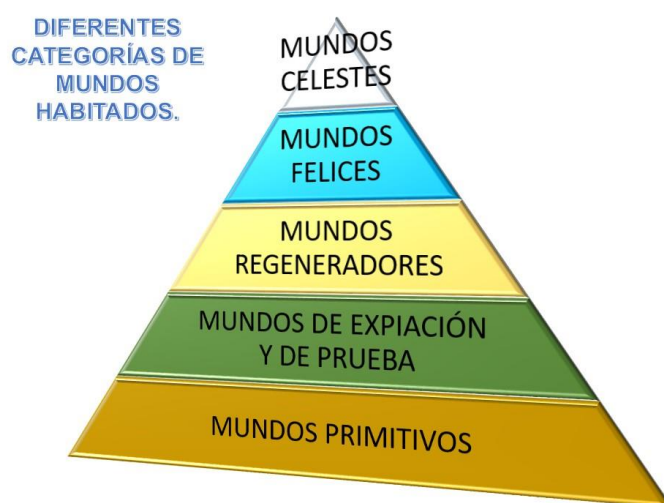 DIFERENTES
CATEGORÍAS DE
MUNDOS
HABITADOS.
MUNDOS
CELESTES
MUNDOS
FELICES
MUNDOS
REGENERADORES
MUNDOS DE EXPIACIÓN
Y DE PRUEBA
MUNDOS PRIMITIVOS